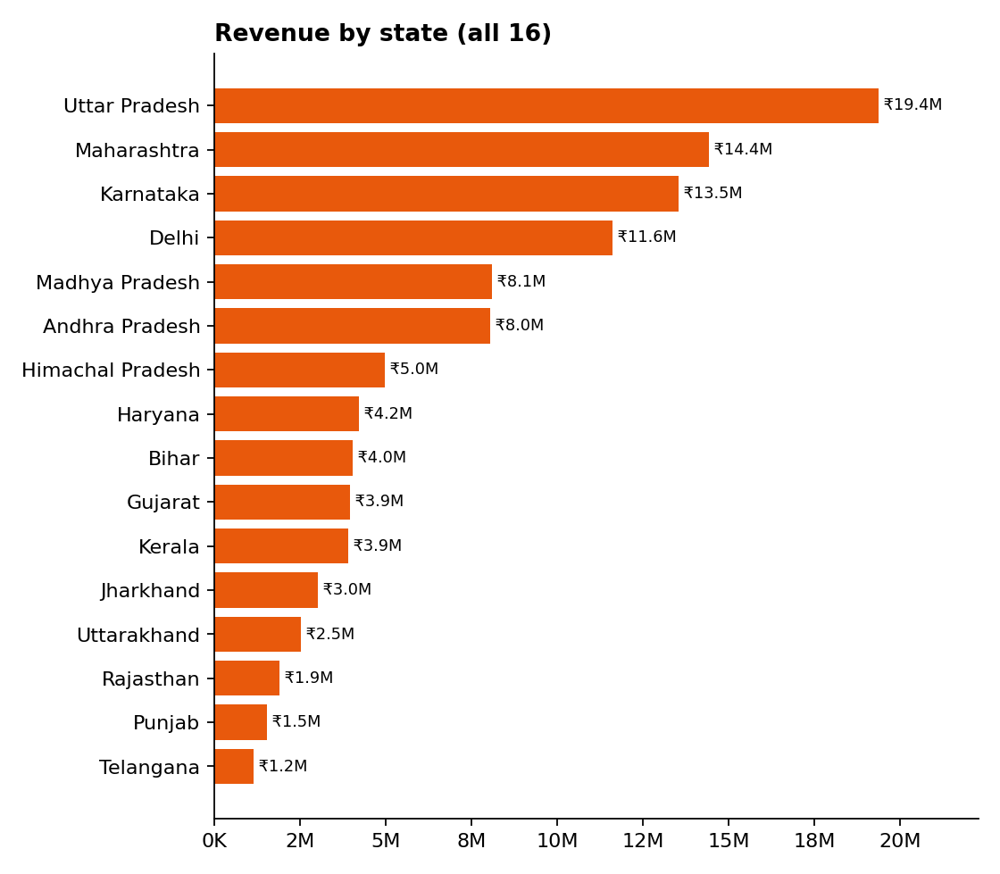 Revenue by state (all 16)
Uttar Pradesh ₹19.4M
Maharashtra ₹14.4M
Karnataka ₹13.5M
Delhi ₹11.6M
Madhya Pradesh ₹8.1M
Andhra Pradesh ₹8.0M
Himachal Pradesh ₹5.0M
Haryana ₹4.2M
Bihar ₹4.0M
Gujarat ₹3.9M
Kerala ₹3.9M
Jharkhand ₹3.0M
Uttarakhand ₹2.5M
Rajasthan ₹1.9M
Punjab ₹1.5M
Telangana ₹1.2M
0K 2M 5M 8M 10M 12M 15M 18M 20M